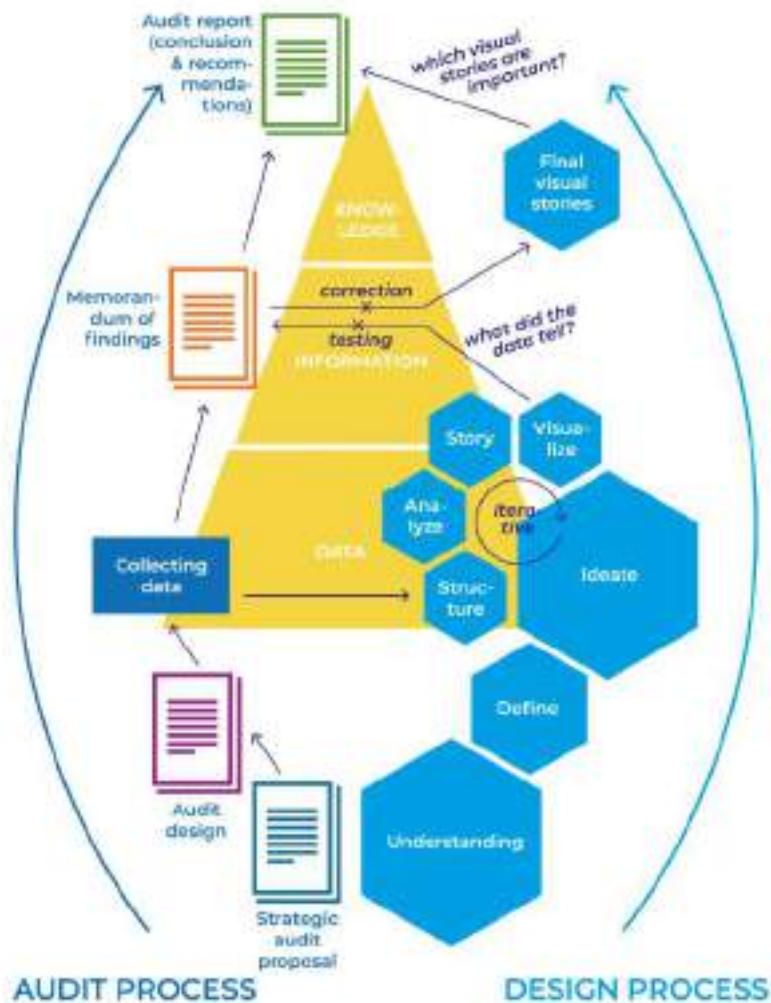 Audit report
(conclusion
& recom-
menda-
tions)
which visual
stories are
important?
Final
visual
stories
KNOW-
LEDGE
Memoran-
dum of
findings
correction
testing
INFORMATION
what did the
data tell?
Story
Visua-
lize
Ana-
lyze
itera
tive
Ideate
DATA
Collecting
data
Struc-
ture
Define
Audit
design
Understanding
Strategic
audit
proposal
AUDIT PROCESS
DESIGN PROCESS